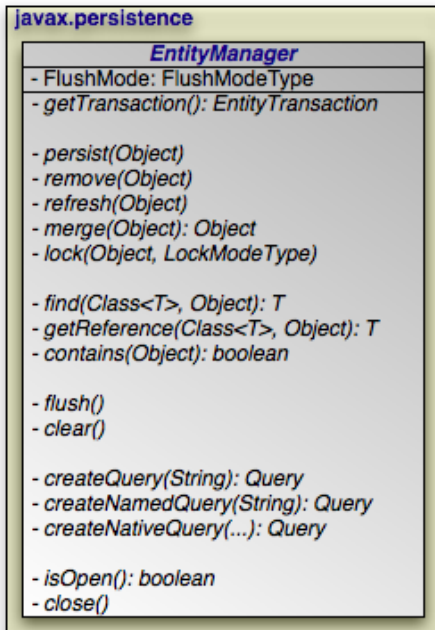 javax.persistence
EntityManager
- FlushMode: FlushModeType
- getTransaction(): EntityTransaction
- persist(Object)
- remove(Object)
- refresh(Object)
- merge(Object): Object
- lock(Object, LockModeType)
- find(Class<T>, Object): T
- getReference(Class<T>, Object): T
- contains(Object): boolean
- flush()
- clear()
- createQuery(String): Query
- createNamedQuery(String): Query
- createNativeQuery(...): Query
- isOpen(): boolean
- close()